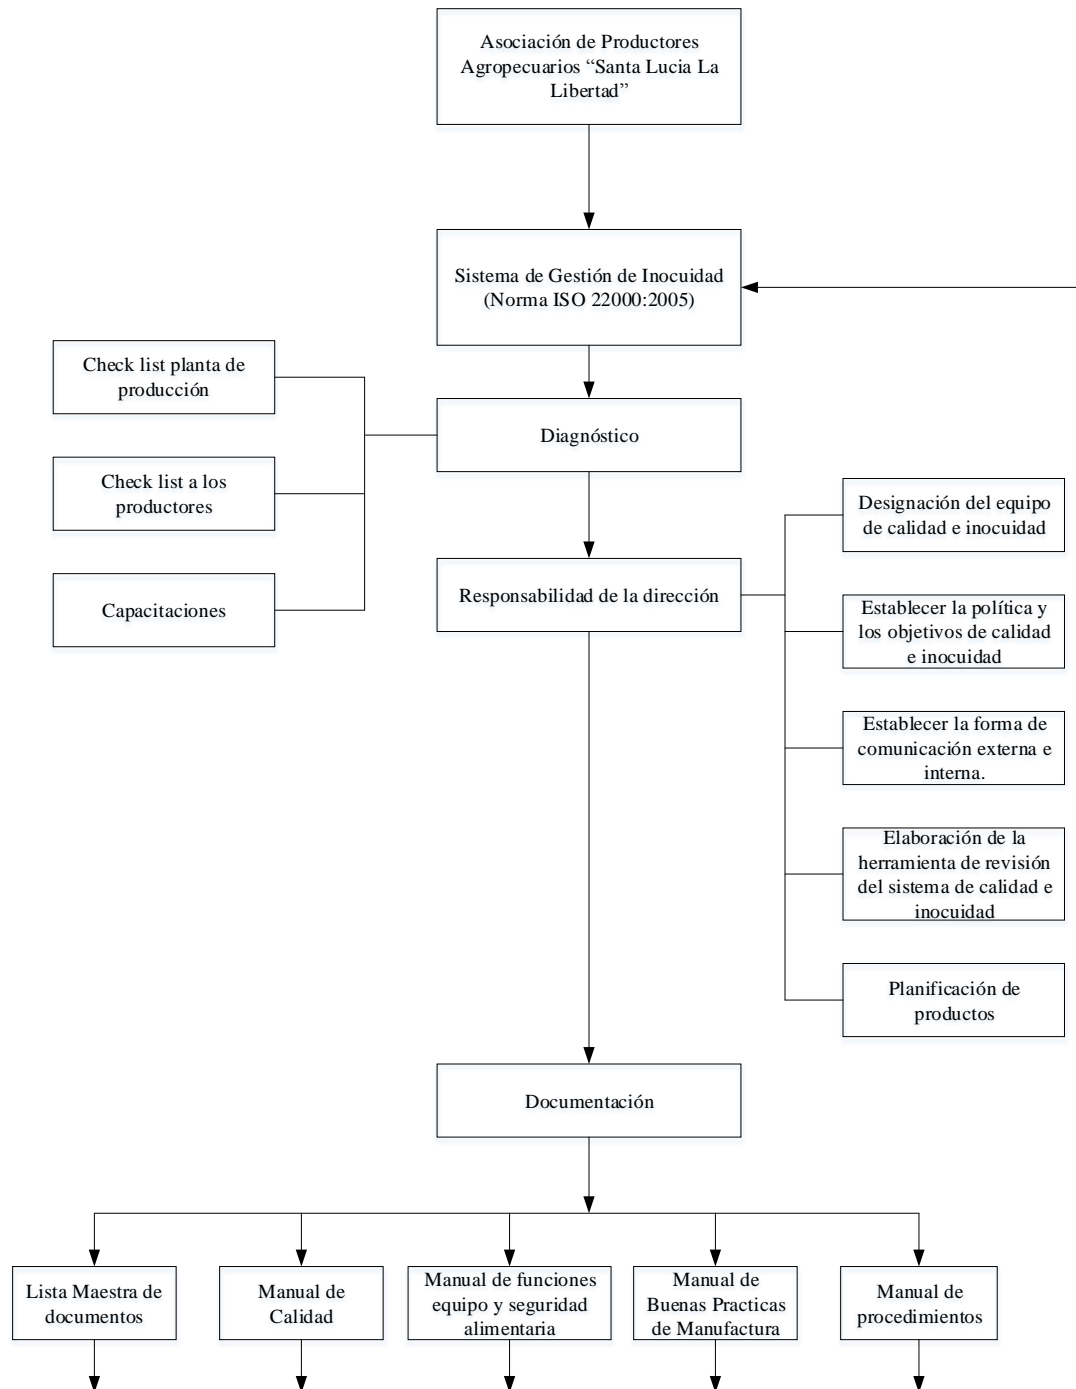 Asociación de Productores
Agropecuarios “Santa Lucia La
Libertad”
Sistema de Gestión de Inocuidad
(Norma ISO 22000:2005)
Check list planta de
producción
Diagnóstico
Check list a los
productores
Designación del equipo
de calidad e inocuidad
Capacitaciones
Responsabilidad de la dirección
Establecer la política y
los objetivos de calidad
e inocuidad
Establecer la forma de
comunicación externa e
interna.
Elaboración de la
herramienta de revisión
del sistema de calidad e
inocuidad
Planificación de
productos
Documentación
Lista Maestra de
documentos
Manual de
Calidad
Manual de funciones
equipo y seguridad
alimentaria
Manual de
Buenas Practicas
de Manufactura
Manual de
procedimientos